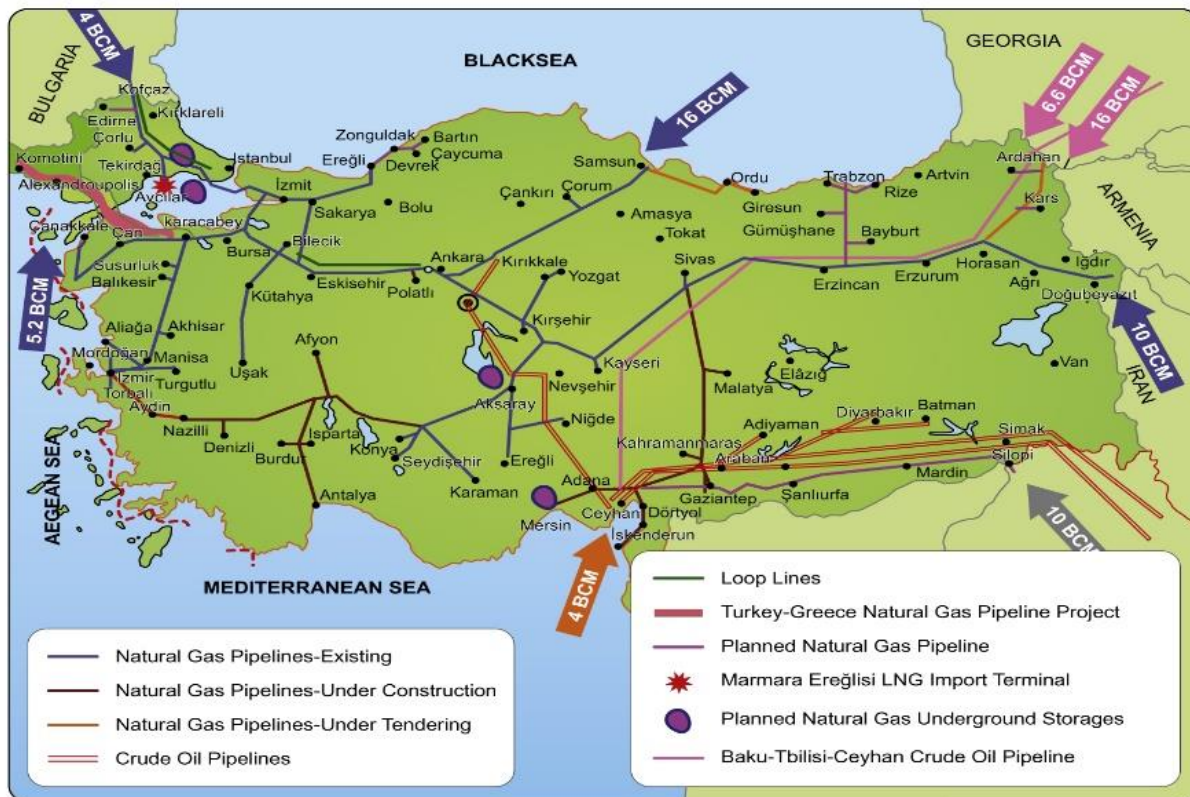 4 BCM
BULGARIA
Kofçaz
Kırklareli
Edirne
Çorlu
Tekirdağ
Istanbul
Komotini
Alexandroupolis
Avcılar
BLACKSEA
GEORGIA
6.6 BCM
16 BCM
16 BCM
Zonguldak
Bartın
Ereğli
Devrek
Çaycuma
Samsun
Ordu
Giresun
Trabzon
Rize
Artvin
Ardahan
Kars
ARMENIA
Gümüşhane
Bayburt
İzmit
Sakarya
Bolu
Çankırı
Çorum
Amasya
Tokat
Çanakkale
Çan
Karacabey
Bursa
Bilecik
Susurluk
Balıkesir
Kütahya
Eskisehir
Polatlı
Ankara
Kırıkkale
Yozgat
Sivas
Erzincan
Erzurum
Horasan
Ağrı
Iğdır
Doğubeyazıt
5.2 BCM
10 BCM
IRAN
Kırşehir
Kayseri
Nevşehir
Aliağa
Akhisar
Mordoğan
Manisa
İzmir
Turgutlu
Torbalı
Uşak
Afyon
Aydin
Nazilli
Denizli
Burdur
Isparta
Antalya
Konya
Seydişehir
Karaman
Aksaray
Ereğli
Niğde
Malatya
Elâzığ
Van
Diyarbakır
Batman
Adiyaman
Kahramanmaraş
Araban
Simak
Silopi
Mardin
Şanlıurfa
Gaziantep
Adana
Ceyhan
Dörtyol
Iskenderun
Mersin
AEGEAN SEA
MEDITERRANEAN SEA
4 BCM
10 BCM
Natural Gas Pipelines-Existing
Natural Gas Pipelines-Under Construction
Natural Gas Pipelines-Under Tendering
Crude Oil Pipelines
Loop Lines
Turkey-Greece Natural Gas Pipeline Project
Planned Natural Gas Pipeline
Marmara Ereğlisi LNG Import Terminal
Planned Natural Gas Underground Storages
Baku-Tbilisi-Ceyhan Crude Oil Pipeline